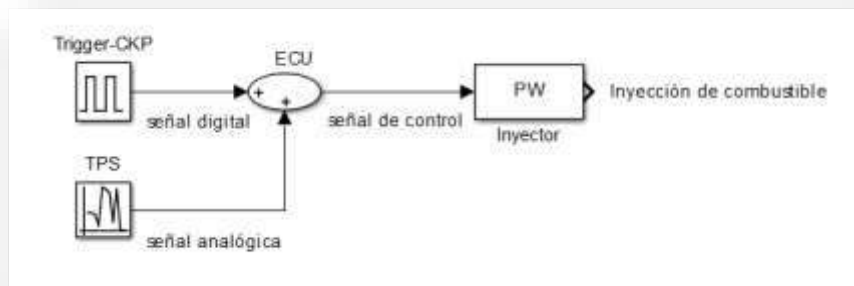 Trigger-CKP
ECU
PW
Inyección de combustible
señal digital
señal de control
Inyector
TPS
señal analógica